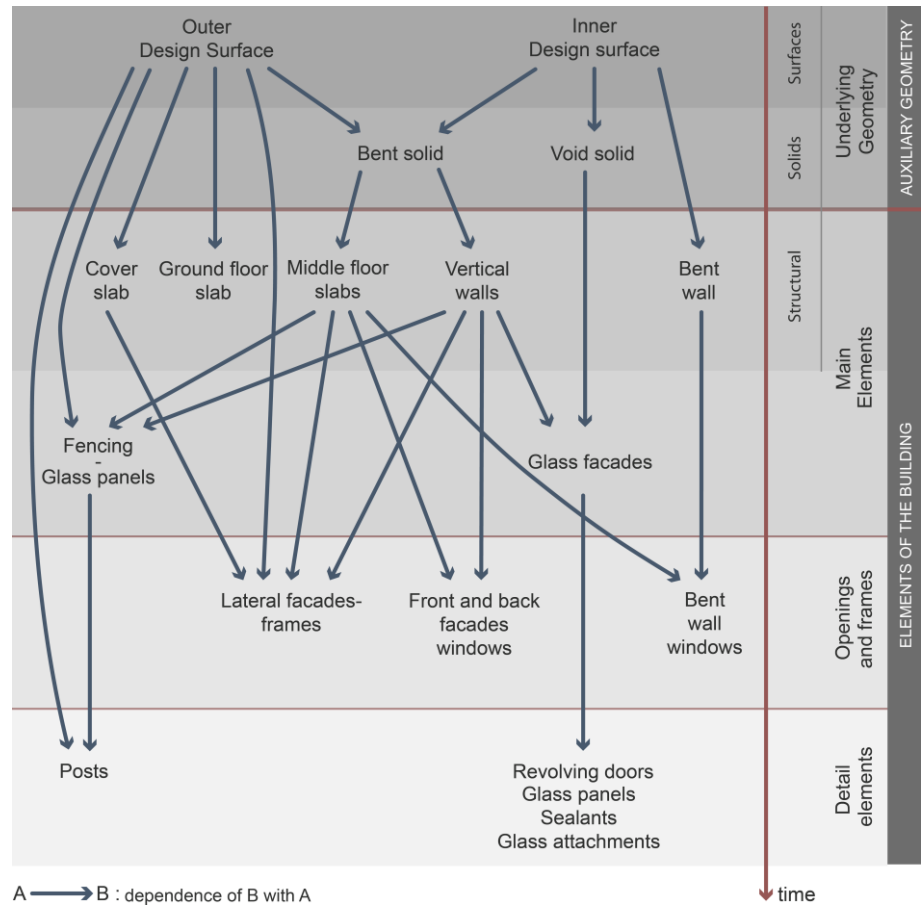 Outer
Design Surface
Inner
Design surface
Surfaces
Underlying
Geometry
AUXILIARY GEOMETRY
Bent solid
Void solid
Solids
Cover
slab
Ground floor
slab
Middle floor
slabs
Vertical
walls
Bent
wall
Structural
Main
Elements
ELEMENTS OF THE BUILDING
Fencing
-
Glass panels
Glass facades
Lateral facades-
frames
Front and back
facades
windows
Bent
wall
windows
Openings
and frames
Posts
Revolving doors
Glass panels
Sealants
Glass attachments
Detail
elements
A B : dependence of B with A
time